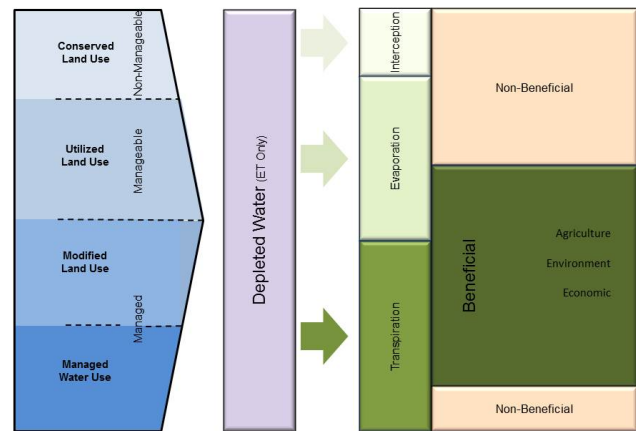 Conserved
Land Use
Non-Manageable
Utilized
Land Use
Manageable
Modified
Land Use
Managed
Managed
Water Use
Depleted Water (ET Only)
Interception
Evaporation
Transpiration
Non-Beneficial
Beneficial
Agriculture
Environment
Economic
Non-Beneficial